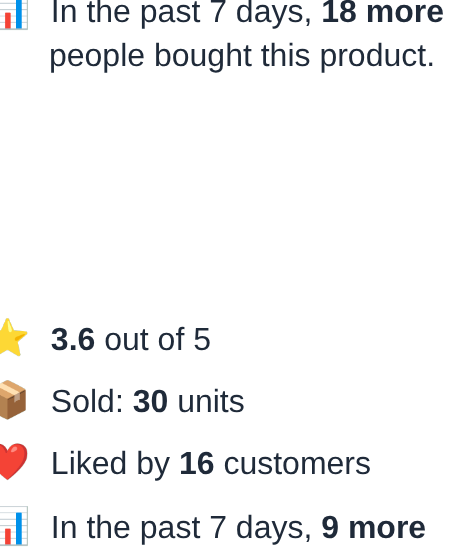 In the past 7 days, 18 more
people bought this product.
3.6 out of 5
Sold: 30 units
Liked by 16 customers
In the past 7 days, 9 more